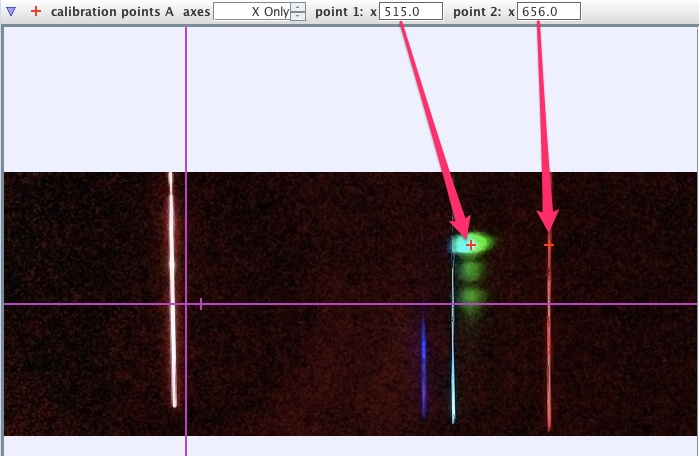 calibration points A axes X Only point 1: x 515.0 point 2: x 656.0